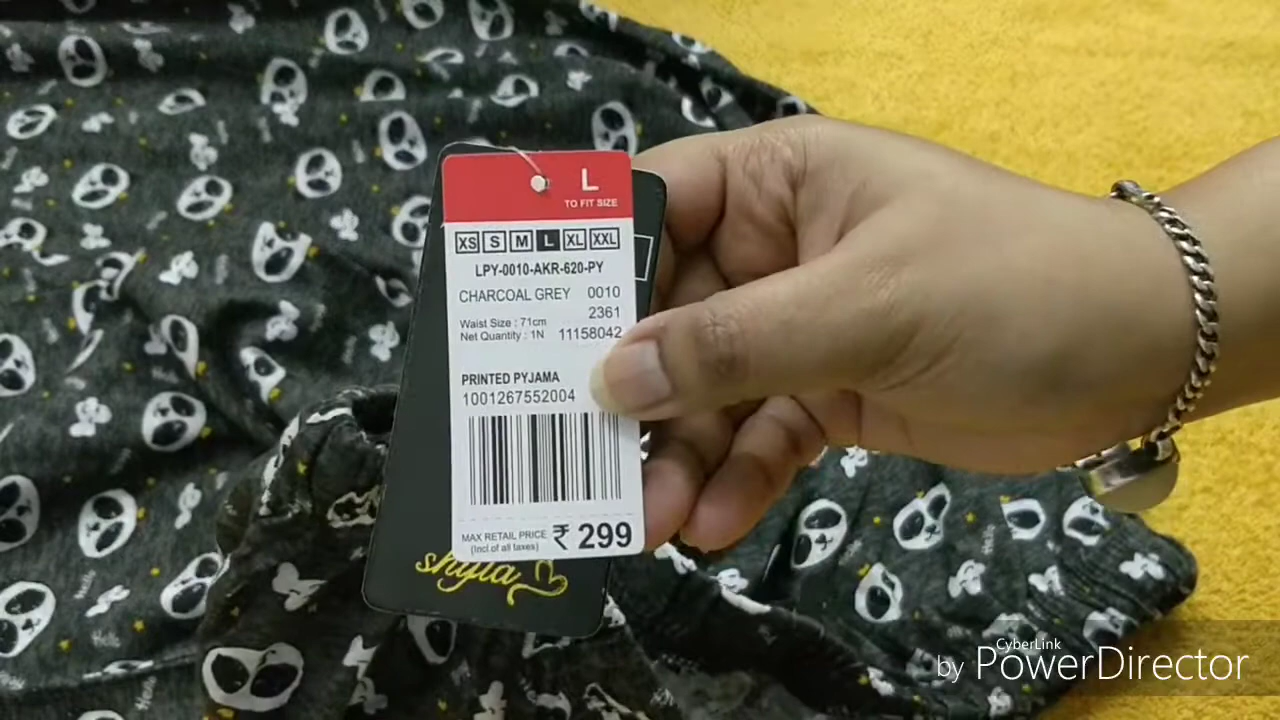 L
TO FIT SIZE
XS S M L XL XXL
LPY-0010-AKR-620-PY
CHARCOAL GREY 0010
2361
Waist Size : 71cm
Net Quantity : 1N 11158042
PRINTED PYJAMA
1001267552004
MAX RETAIL PRICE ₹ 299
(Incl.of all taxes)
shyla
Hello
CyberLink
by PowerDirector